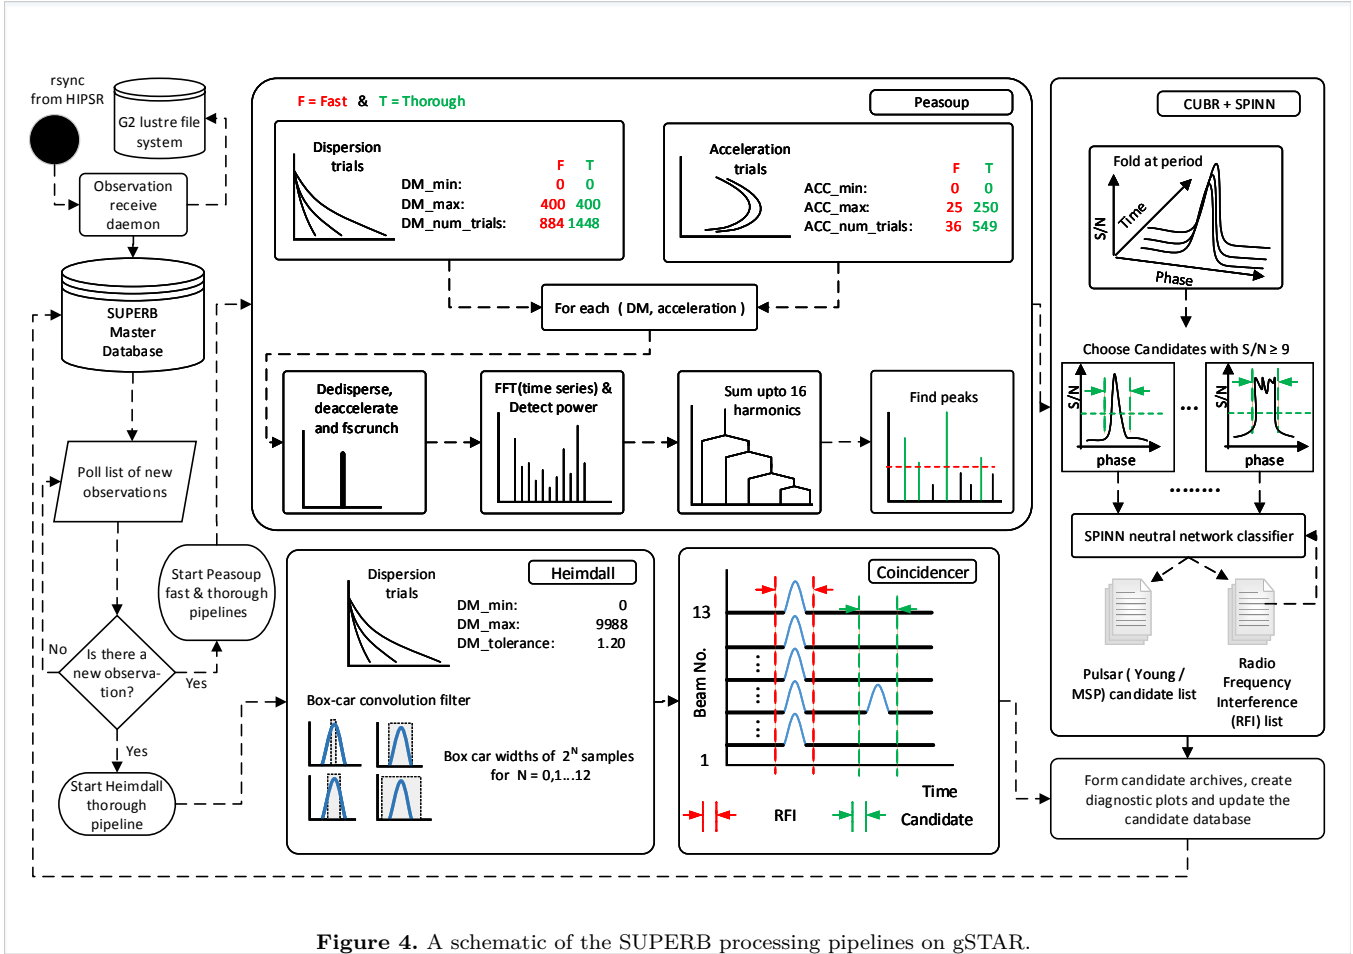 rsync
from HIPSR
G2 lustre file
system
Observation
receive
daemon
SUPERB
Master
Database
Poll list of new
observations
Is there a
new observa-
tion?
No
Yes
Yes
Start Peasoup
fast & thorough
pipelines
Start Heimdall
thorough
pipeline
F = Fast & T = Thorough
Peasoup
Dispersion
trials
F T
DM_min: 0 0
DM_max: 400 400
DM_num_trials: 884 1448
Acceleration
trials
F T
ACC_min: 0 0
ACC_max: 25 250
ACC_num_trials: 36 549
For each ( DM, acceleration )
Dedisperse,
deaccelerate
and fscrunch
FFT(time series) &
Detect power
Sum upto 16
harmonics
Find peaks
Heimdall
Dispersion
trials
DM_min: 0
DM_max: 9988
DM_tolerance: 1.20
Box-car convolution filter
Box car widths of 2^N samples
for N = 0,1...12
Coincidencer
Beam No.
13
1
Time
RFI
Candidate
CUBR + SPINN
Fold at period
S/N
Time
Phase
Choose Candidates with S/N ≥ 9
S/N
phase
...
S/N
phase
........
SPINN neutral network classifier
Pulsar ( Young /
MSP) candidate list
Radio
Frequency
Interference
(RFI) list
Form candidate archives, create
diagnostic plots and update the
candidate database
Figure 4. A schematic of the SUPERB processing pipelines on gSTAR.